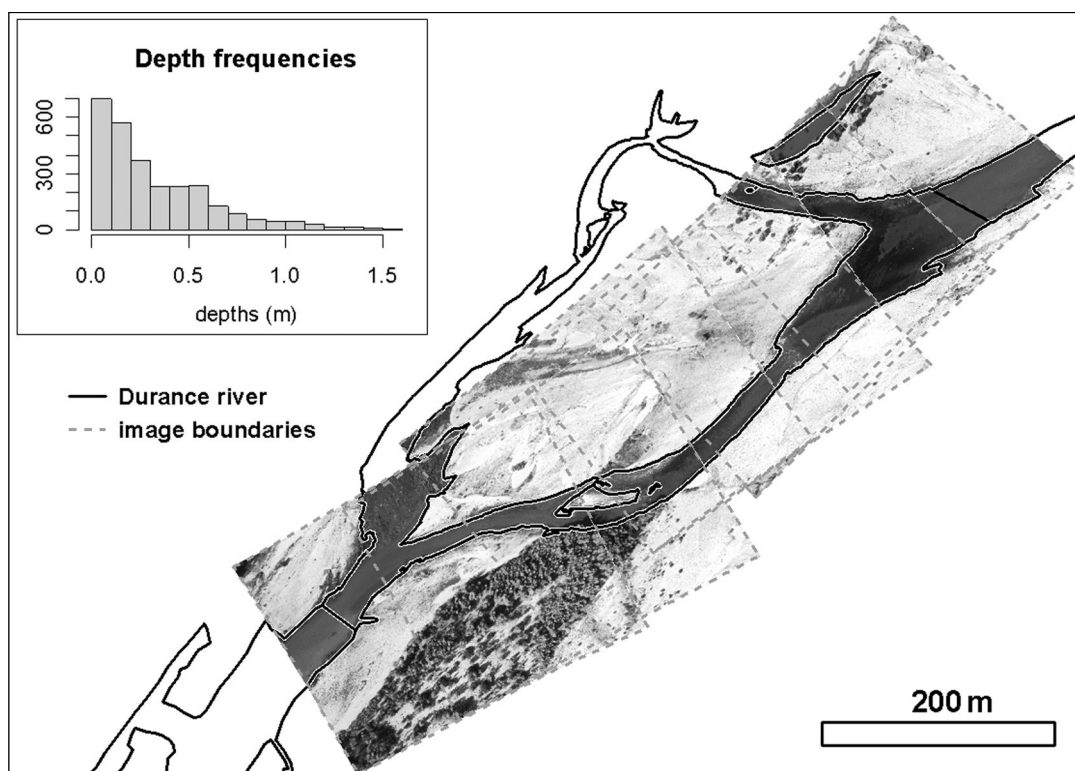 Depth frequencies
600
300
0
0.0 0.5 1.0 1.5
depths (m)
Durance river
image boundaries
200 m